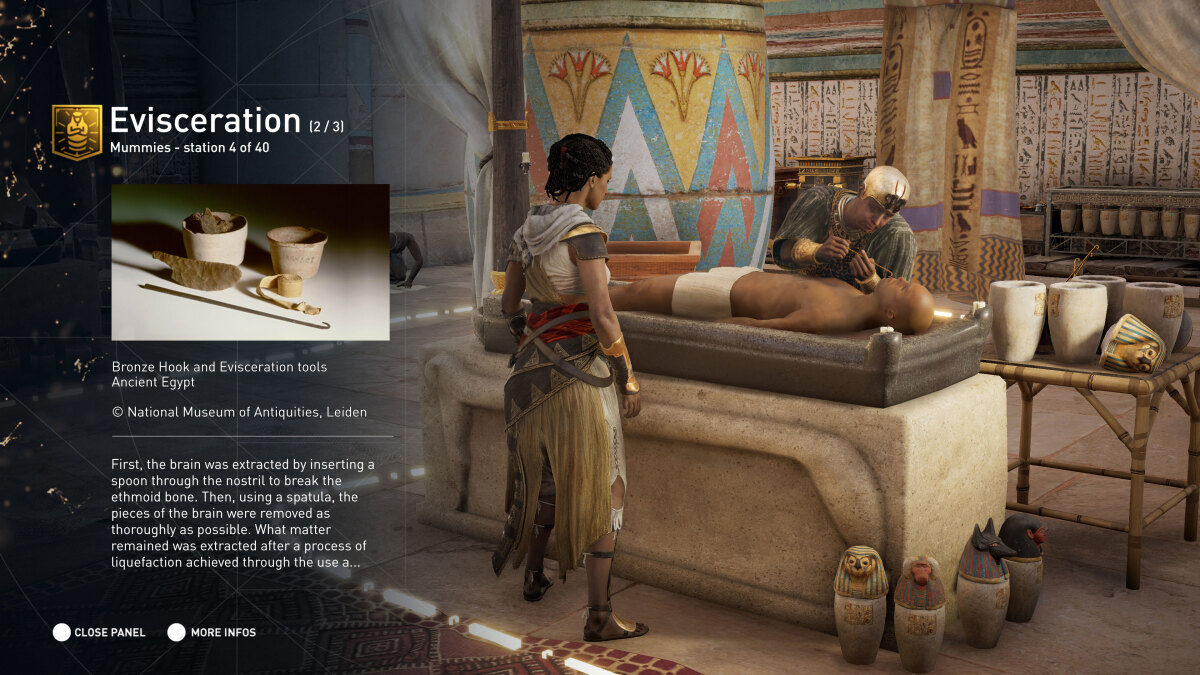 Evisceration (2 / 3)
Mummies - station 4 of 40
Bronze Hook and Evisceration tools
Ancient Egypt
© National Museum of Antiquities, Leiden
First, the brain was extracted by inserting a
spoon through the nostril to break the
ethmoid bone. Then, using a spatula, the
pieces of the brain were removed as
thoroughly as possible. What matter
remained was extracted after a process of
liquefaction achieved through the use a...
CLOSE PANEL
MORE INFOS